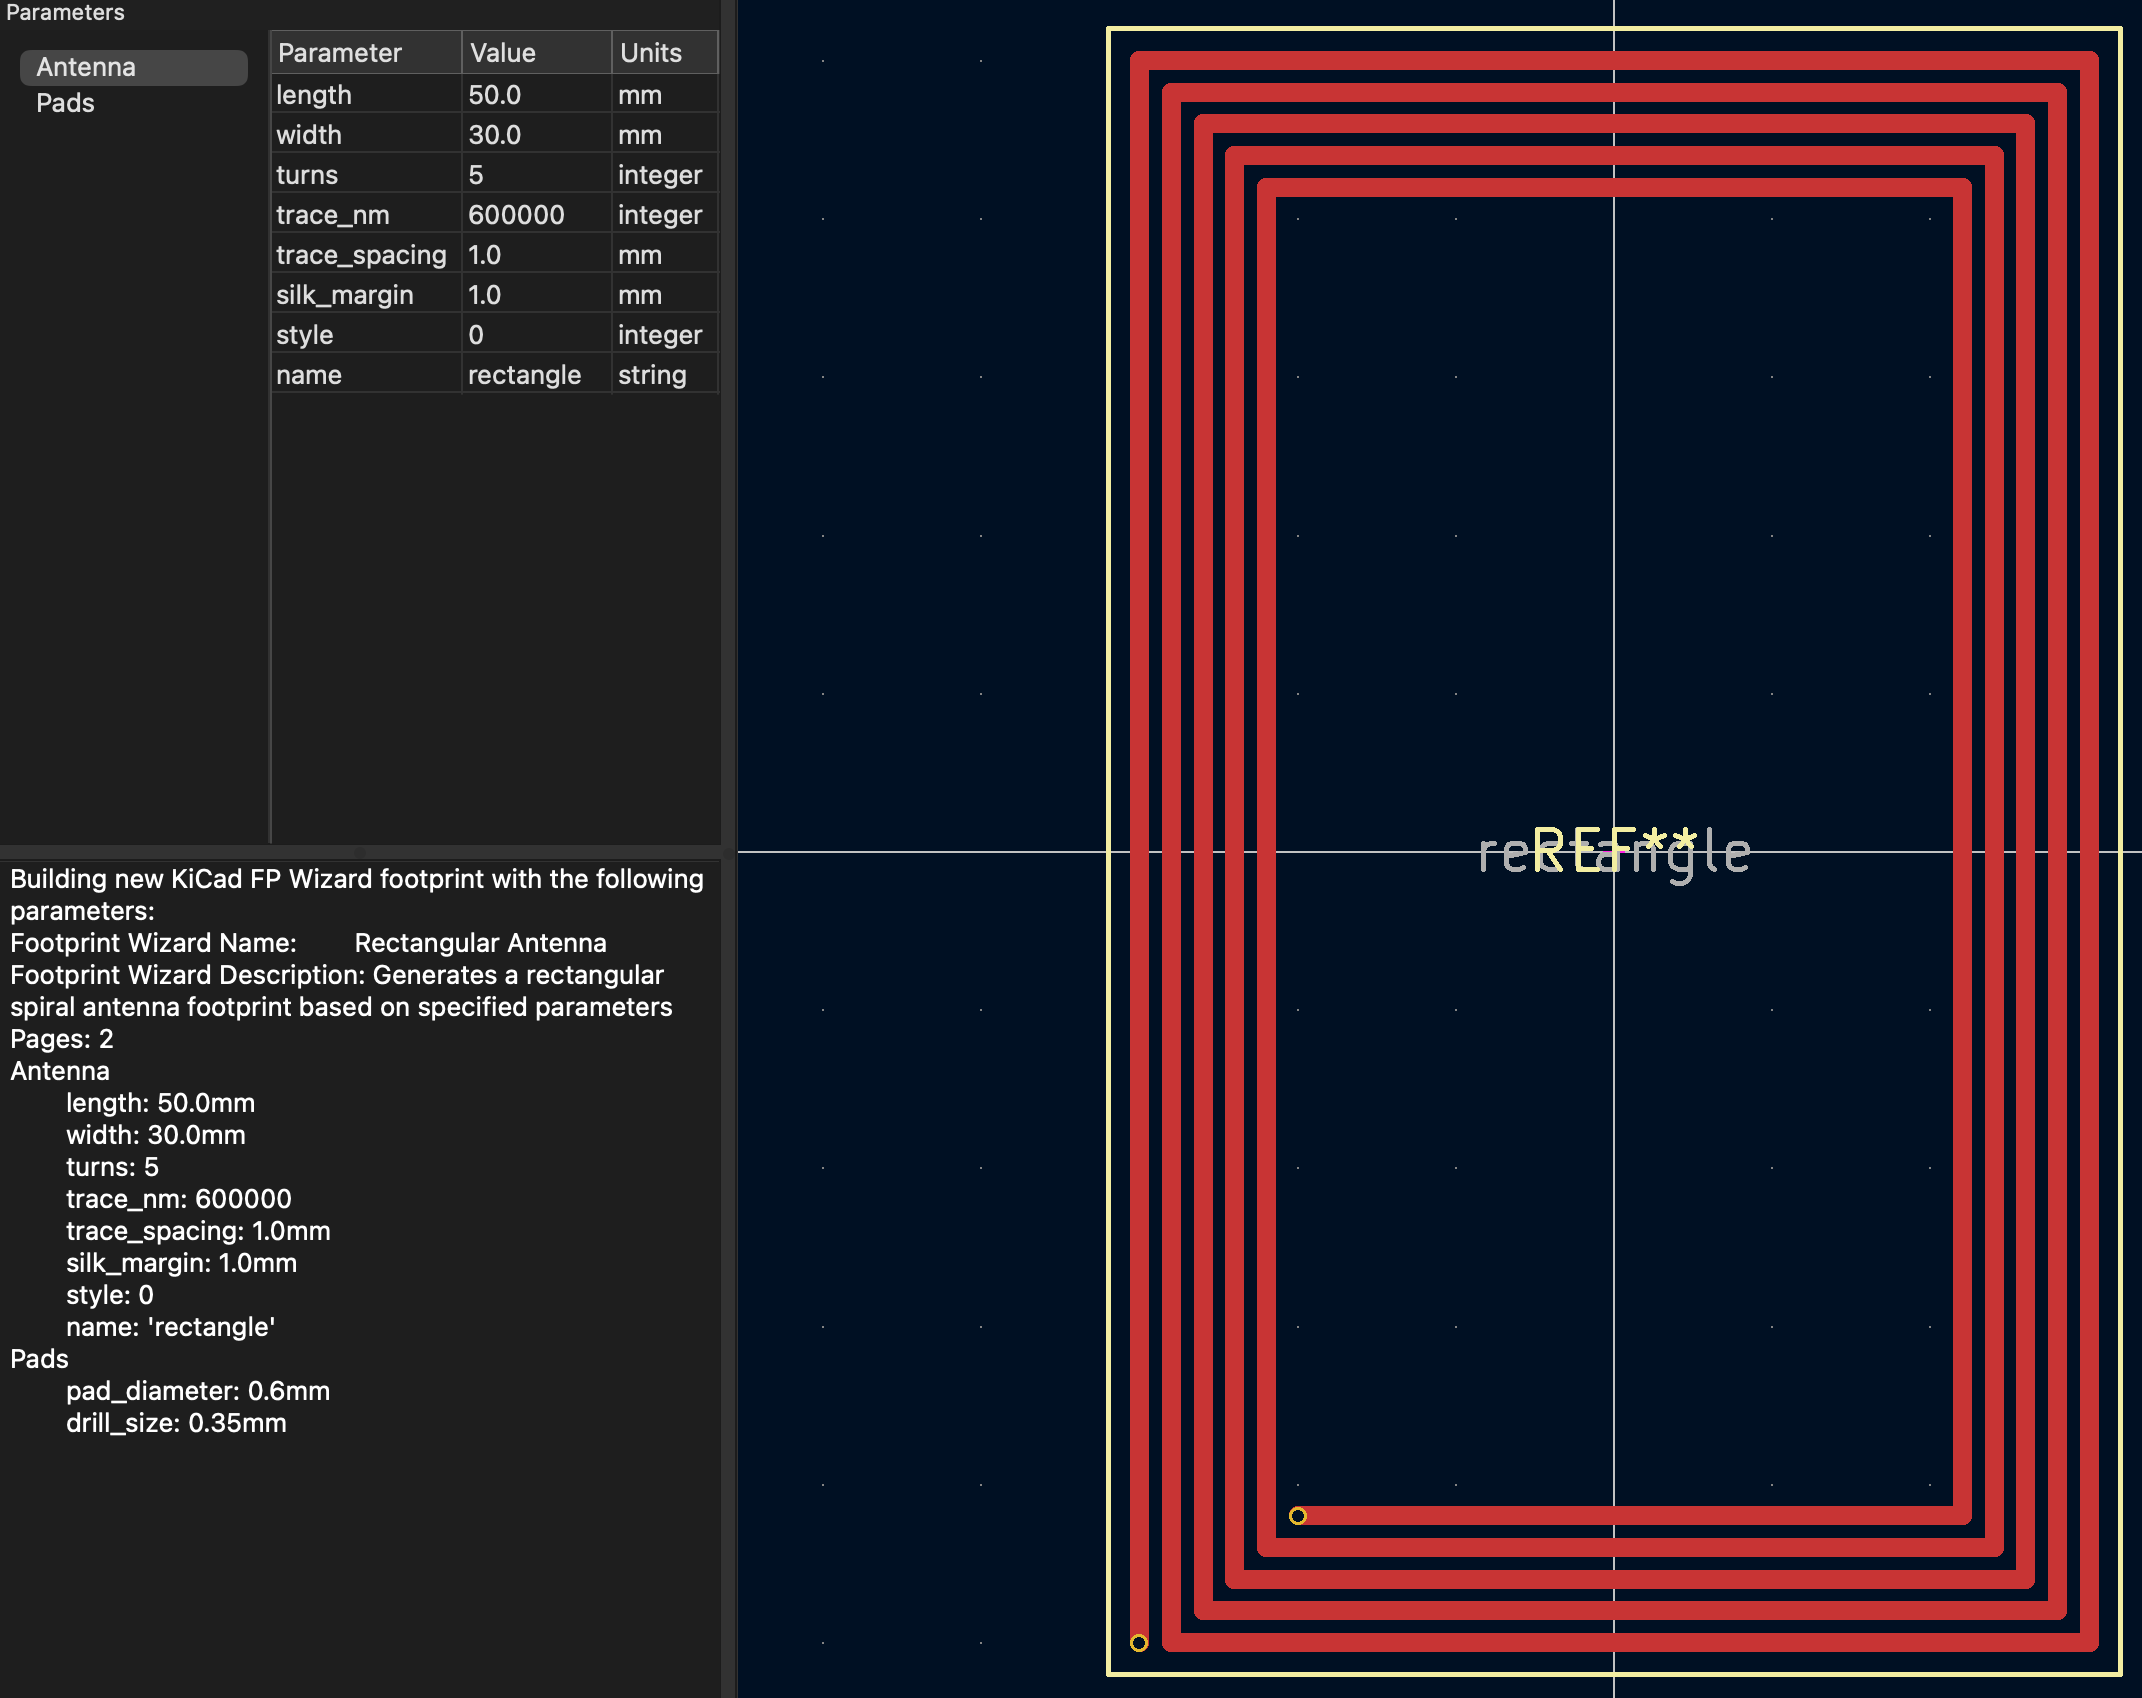 Parameters
Antenna
Pads
Parameter Value Units
length 50.0 mm
width 30.0 mm
turns 5 integer
trace_nm 600000 integer
trace_spacing 1.0 mm
silk_margin 1.0 mm
style 0 integer
name rectangle string
Building new KiCad FP Wizard footprint with the following
parameters:
Footprint Wizard Name: Rectangular Antenna
Footprint Wizard Description: Generates a rectangular
spiral antenna footprint based on specified parameters
Pages: 2
Antenna
length: 50.0mm
width: 30.0mm
turns: 5
trace_nm: 600000
trace_spacing: 1.0mm
silk_margin: 1.0mm
style: 0
name: 'rectangle'
Pads
pad_diameter: 0.6mm
drill_size: 0.35mm
REF**
rectangle